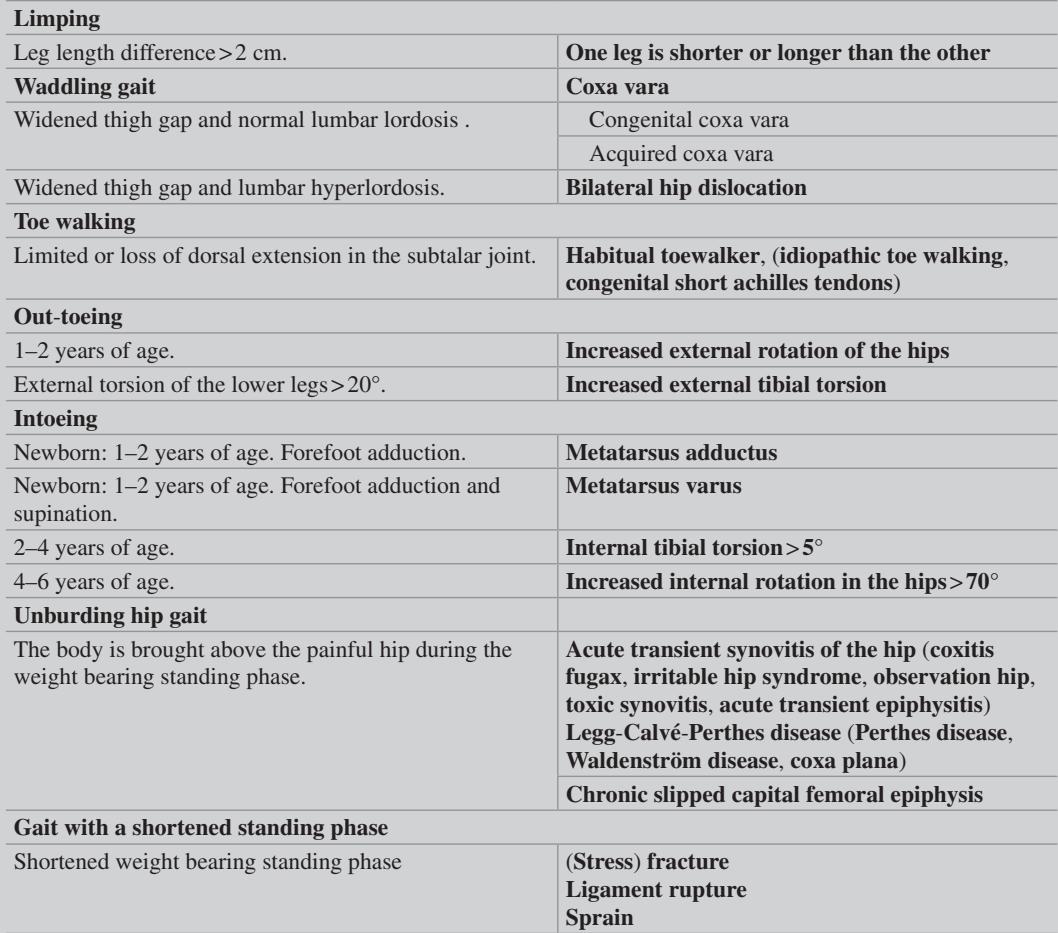 Limping
Leg length difference > 2 cm. One leg is shorter or longer than the other
Waddling gait Coxa vara
Widened thigh gap and normal lumbar lordosis . Congenital coxa vara
Acquired coxa vara
Widened thigh gap and lumbar hyperlordosis. Bilateral hip dislocation
Toe walking
Limited or loss of dorsal extension in the subtalar joint. Habitual toewalker, (idiopathic toe walking,
congenital short achilles tendons)
Out-toeing
1–2 years of age. Increased external rotation of the hips
External torsion of the lower legs > 20°. Increased external tibial torsion
Intoeing
Newborn: 1–2 years of age. Forefoot adduction. Metatarsus adductus
Newborn: 1–2 years of age. Forefoot adduction and Metatarsus varus
supination.
2–4 years of age. Internal tibial torsion > 5°
4–6 years of age. Increased internal rotation in the hips > 70°
Unburding hip gait
The body is brought above the painful hip during the Acute transient synovitis of the hip (coxitis
weight bearing standing phase. fugax, irritable hip syndrome, observation hip,
toxic synovitis, acute transient epiphysitis)
Legg-Calvé-Perthes disease (Perthes disease,
Waldenström disease, coxa plana)
Chronic slipped capital femoral epiphysis
Gait with a shortened standing phase
Shortened weight bearing standing phase (Stress) fracture
Ligament rupture
Sprain